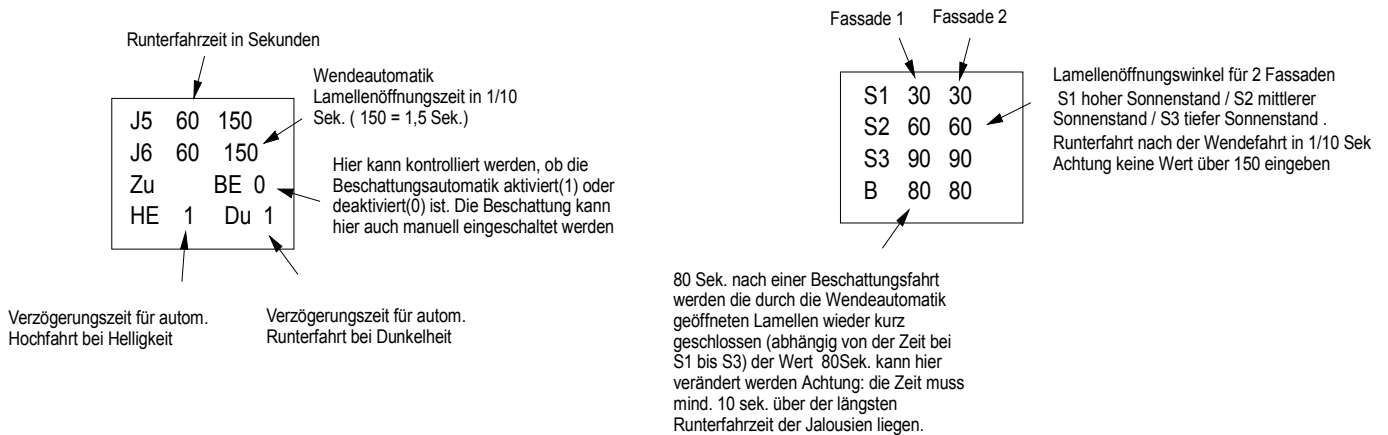 Runterfahrzeit in Sekunden
Wendeautomatik
Lamellenöffnungszeit in 1/10
Sek. ( 150 = 1,5 Sek.)
J5 60 150
J6 60 150
Zu BE 0
HE 1 Du 1
Hier kann kontrolliert werden, ob die
Beschattungsautomatik aktiviert(1) oder
deaktiviert(0) ist. Die Beschattung kann
hier auch manuell eingeschaltet werden
Verzögerungszeit für autom.
Hochfahrt bei Helligkeit
Verzögerungszeit für autom.
Runterfahrt bei Dunkelheit
Fassade 1 Fassade 2
S1 30 30
S2 60 60
S3 90 90
B 80 80
Lamellenöffnungswinkel für 2 Fassaden
S1 hoher Sonnenstand / S2 mittlerer
Sonnenstand / S3 tiefer Sonnenstand .
Runterfahrt nach der Wendefahrt in 1/10 Sek
Achtung keine Wert über 150 eingeben
80 Sek. nach einer Beschattungsfahrt
werden die durch die Wendeautomatik
geöffneten Lamellen wieder kurz
geschlossen (abhängig von der Zeit bei
S1 bis S3) der Wert 80Sek. kann hier
verändert werden Achtung: die Zeit muss
mind. 10 sek. über der längsten
Runterfahrzeit der Jalousien liegen.